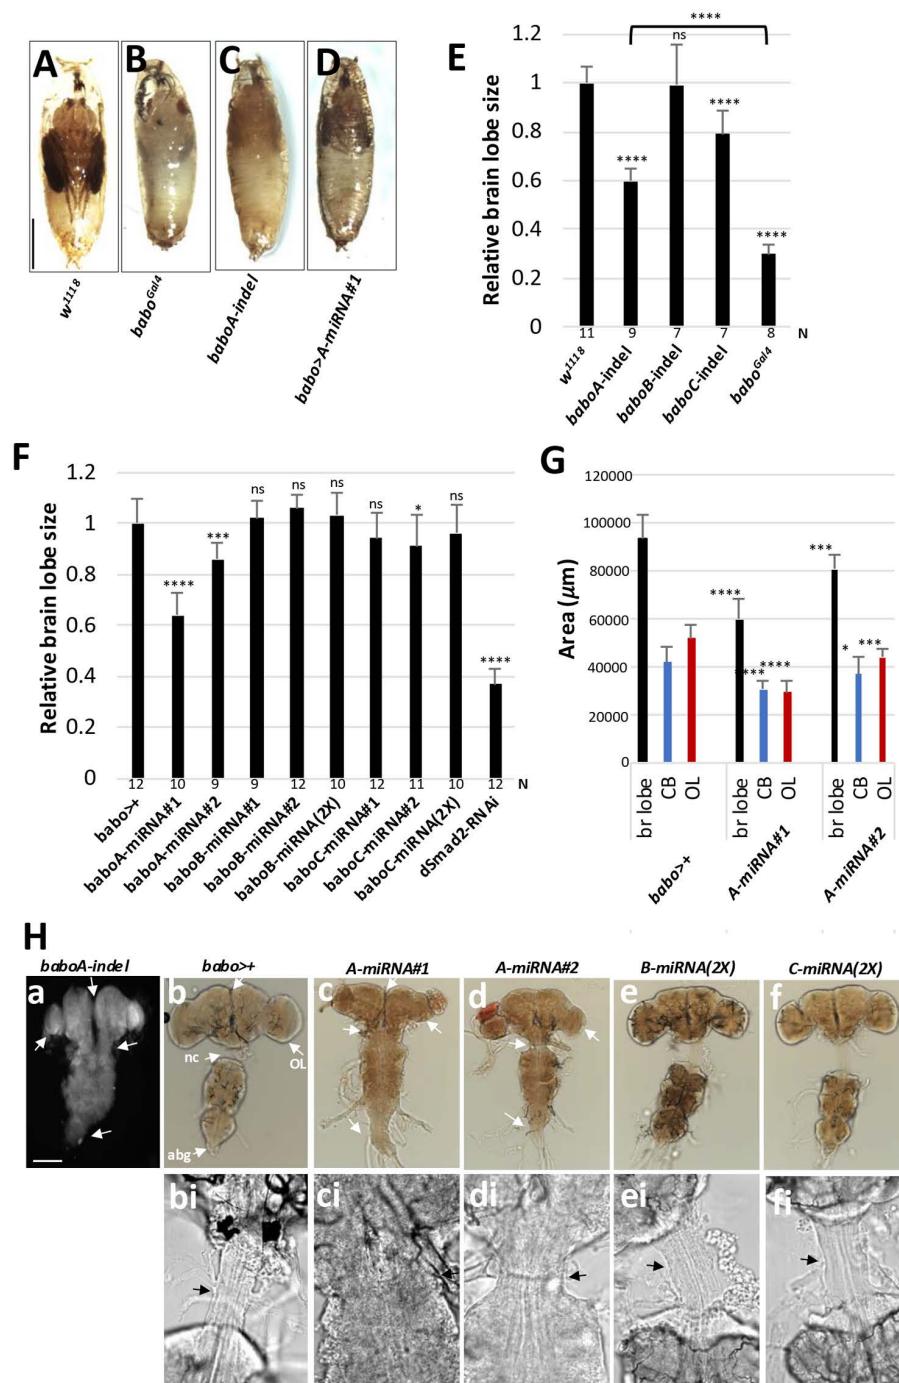 A B C D
w1118
baboGal4
baboA-indel
babo>A-miRNA#1
E
****
ns
****
****
****
Relative brain lobe size
1.2
1
0.8
0.6
0.4
0.2
0
11 9 7 7 8 N
w1118
baboA-indel
baboB-indel
baboC-indel
baboGal4
F
Relative brain lobe size
1.2
1
0.8
0.6
0.4
0.2
0
**** *** ns ns ns ns * ns ****
12 10 9 9 12 10 12 11 10 12 N
babo>+
baboA-miRNA#1
baboA-miRNA#2
baboB-miRNA#1
baboB-miRNA#2
baboB-miRNA(2X)
baboC-miRNA#1
baboC-miRNA#2
baboC-miRNA(2X)
dSmad2-RNAi
G
Area (μm)
120000
100000
80000
60000
40000
20000
0
**** **** **** *** * ***
br lobe CB OL br lobe CB OL br lobe CB OL
babo>+ A-miRNA#1 A-miRNA#2
H
baboA-indel babo>+ A-miRNA#1 A-miRNA#2 B-miRNA(2X) C-miRNA(2X)
a b c d e f
nc OL
abg
bi ci di ei fi